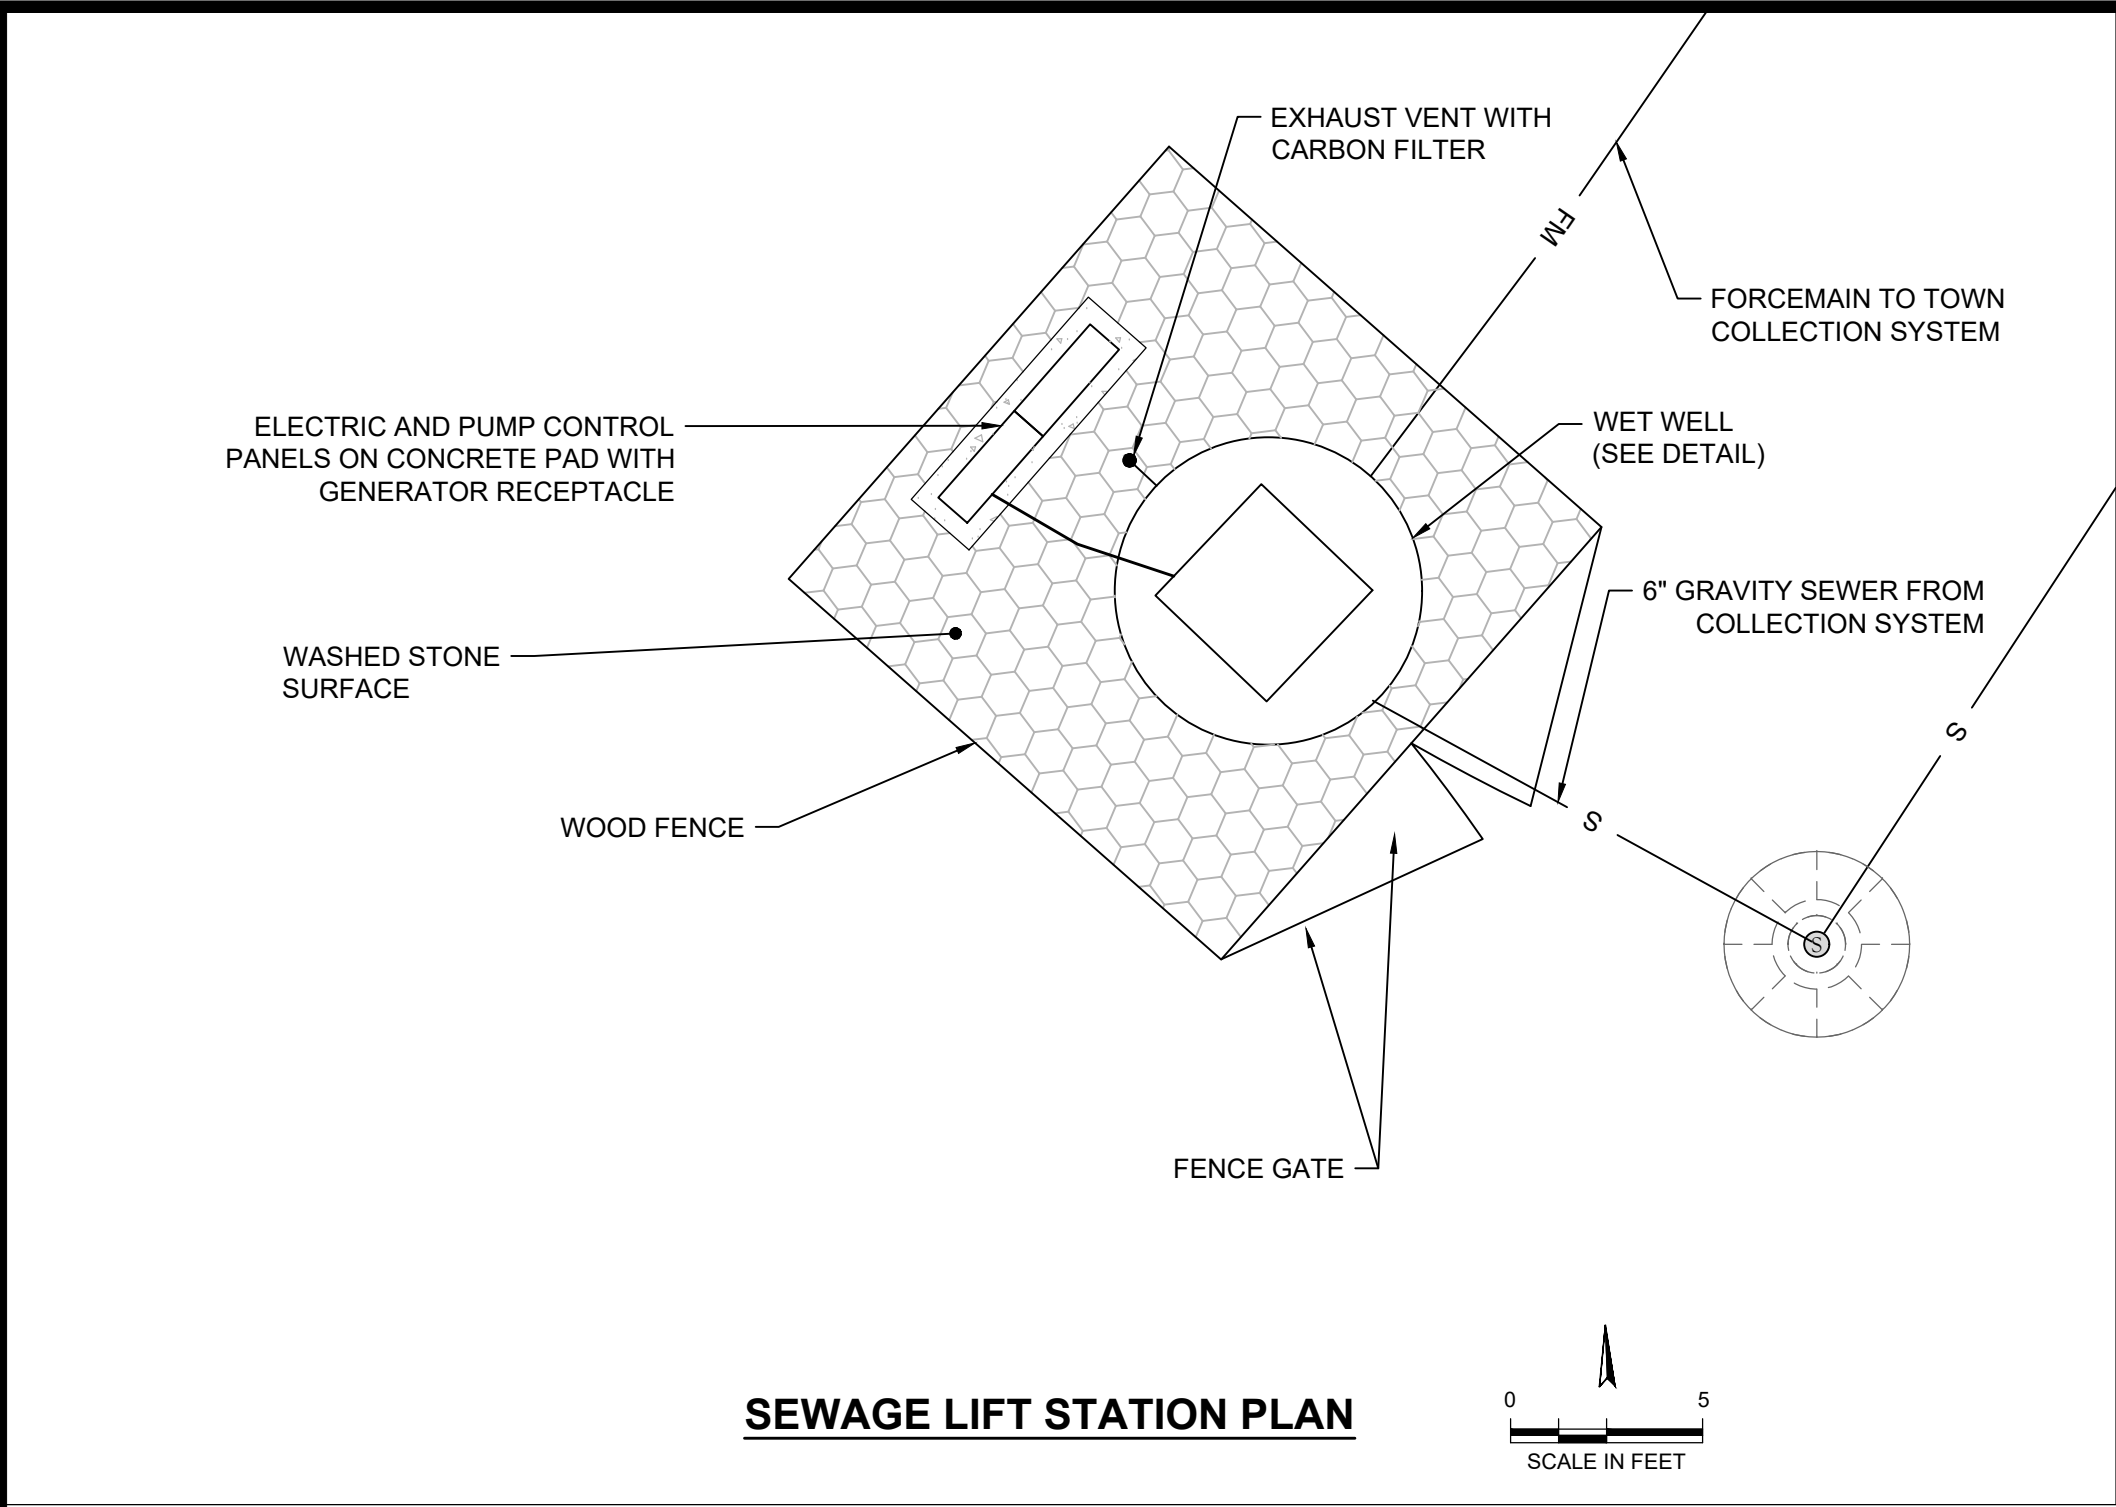 EXHAUST VENT WITH
CARBON FILTER
FM
FORCEMAIN TO TOWN
COLLECTION SYSTEM
ELECTRIC AND PUMP CONTROL
PANELS ON CONCRETE PAD WITH
GENERATOR RECEPTACLE
WET WELL
(SEE DETAIL)
6" GRAVITY SEWER FROM
COLLECTION SYSTEM
WASHED STONE
SURFACE
S
WOOD FENCE
S
S
FENCE GATE
SEWAGE LIFT STATION PLAN
0 5
SCALE IN FEET